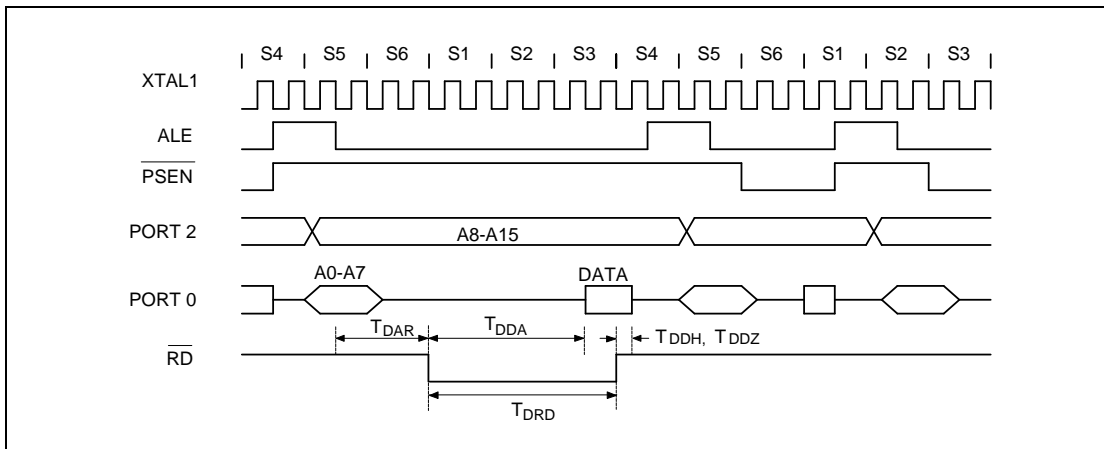 S4 S5 S6 S1 S2 S3 S4 S5 S6 S1 S2 S3
XTAL1
ALE
PSEN
PORT 2
A8-A15
A0-A7
DATA
PORT 0
TDAR
TDDA
TDDH, TDDZ
RD
TDRD